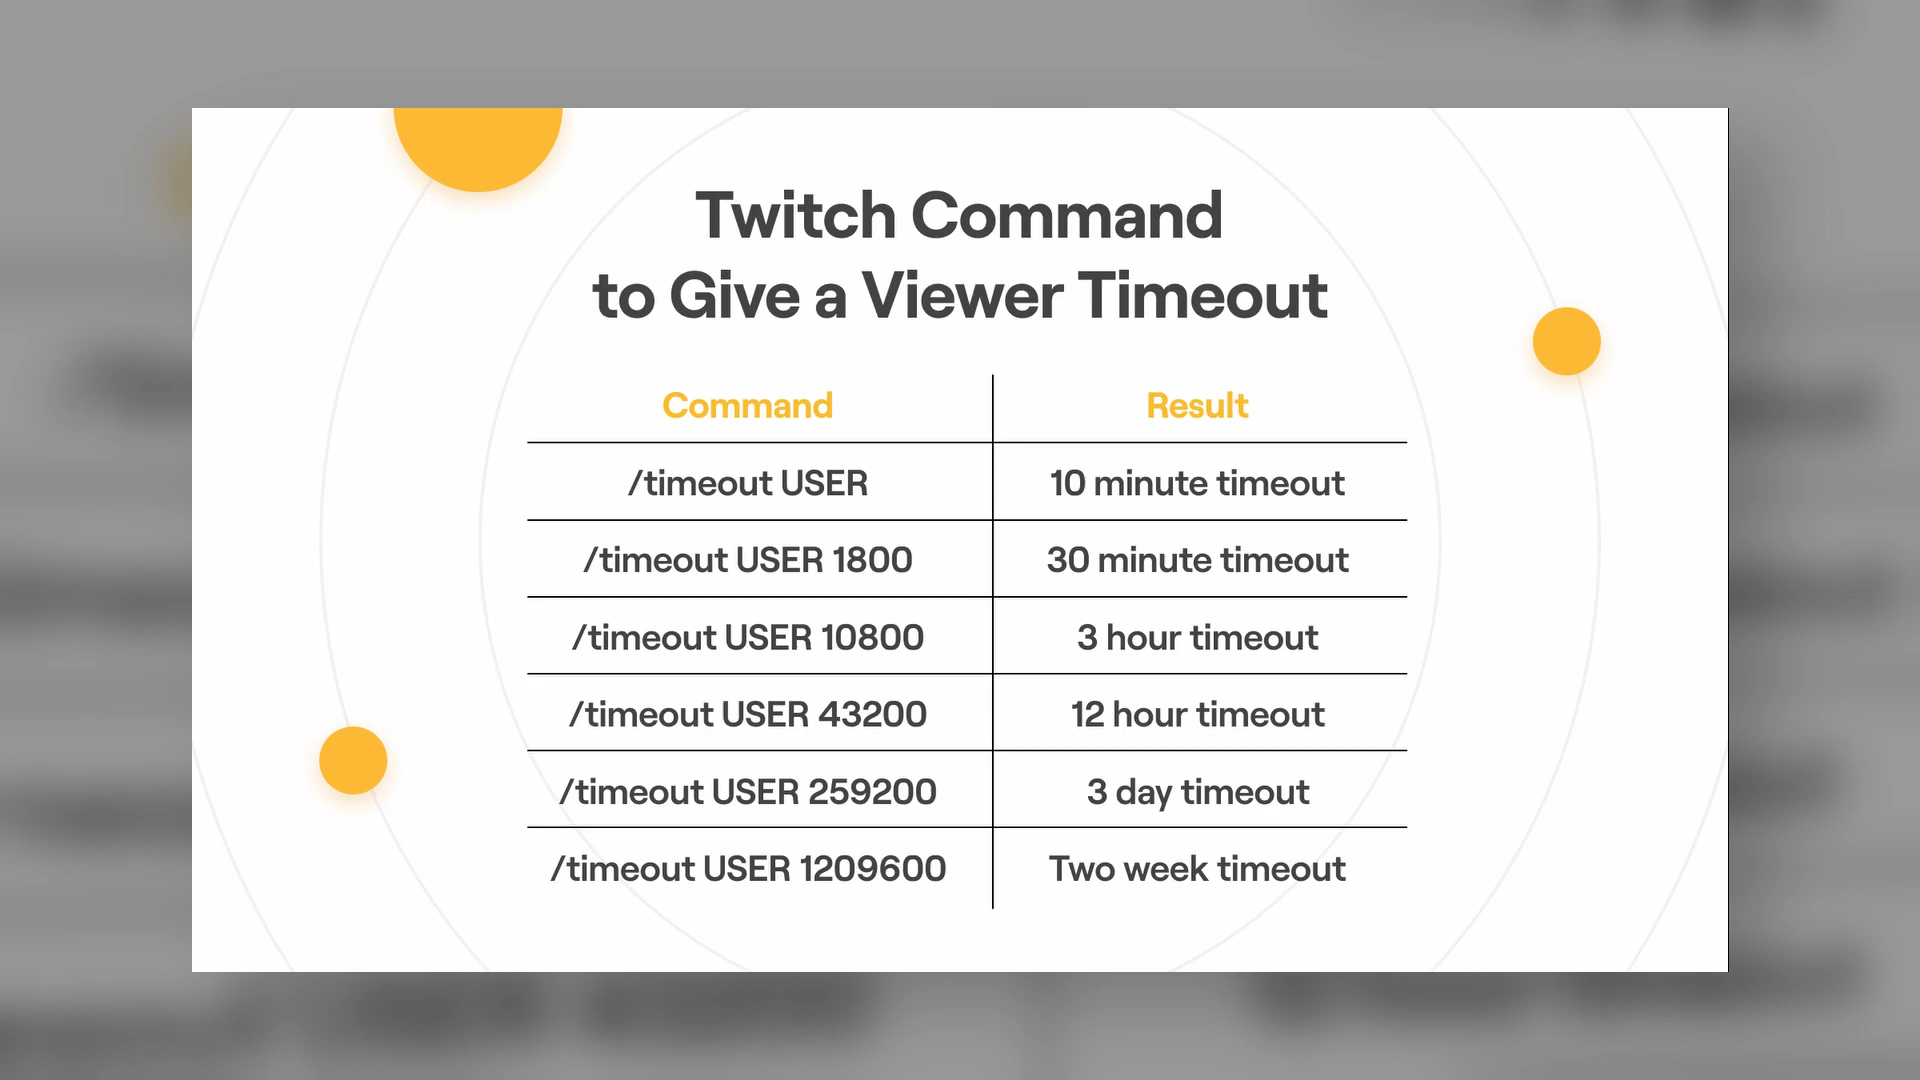 Twitch Command
to Give a Viewer Timeout
Command Result
/timeout USER 10 minute timeout
/timeout USER 1800 30 minute timeout
/timeout USER 10800 3 hour timeout
/timeout USER 43200 12 hour timeout
/timeout USER 259200 3 day timeout
/timeout USER 1209600 Two week timeout